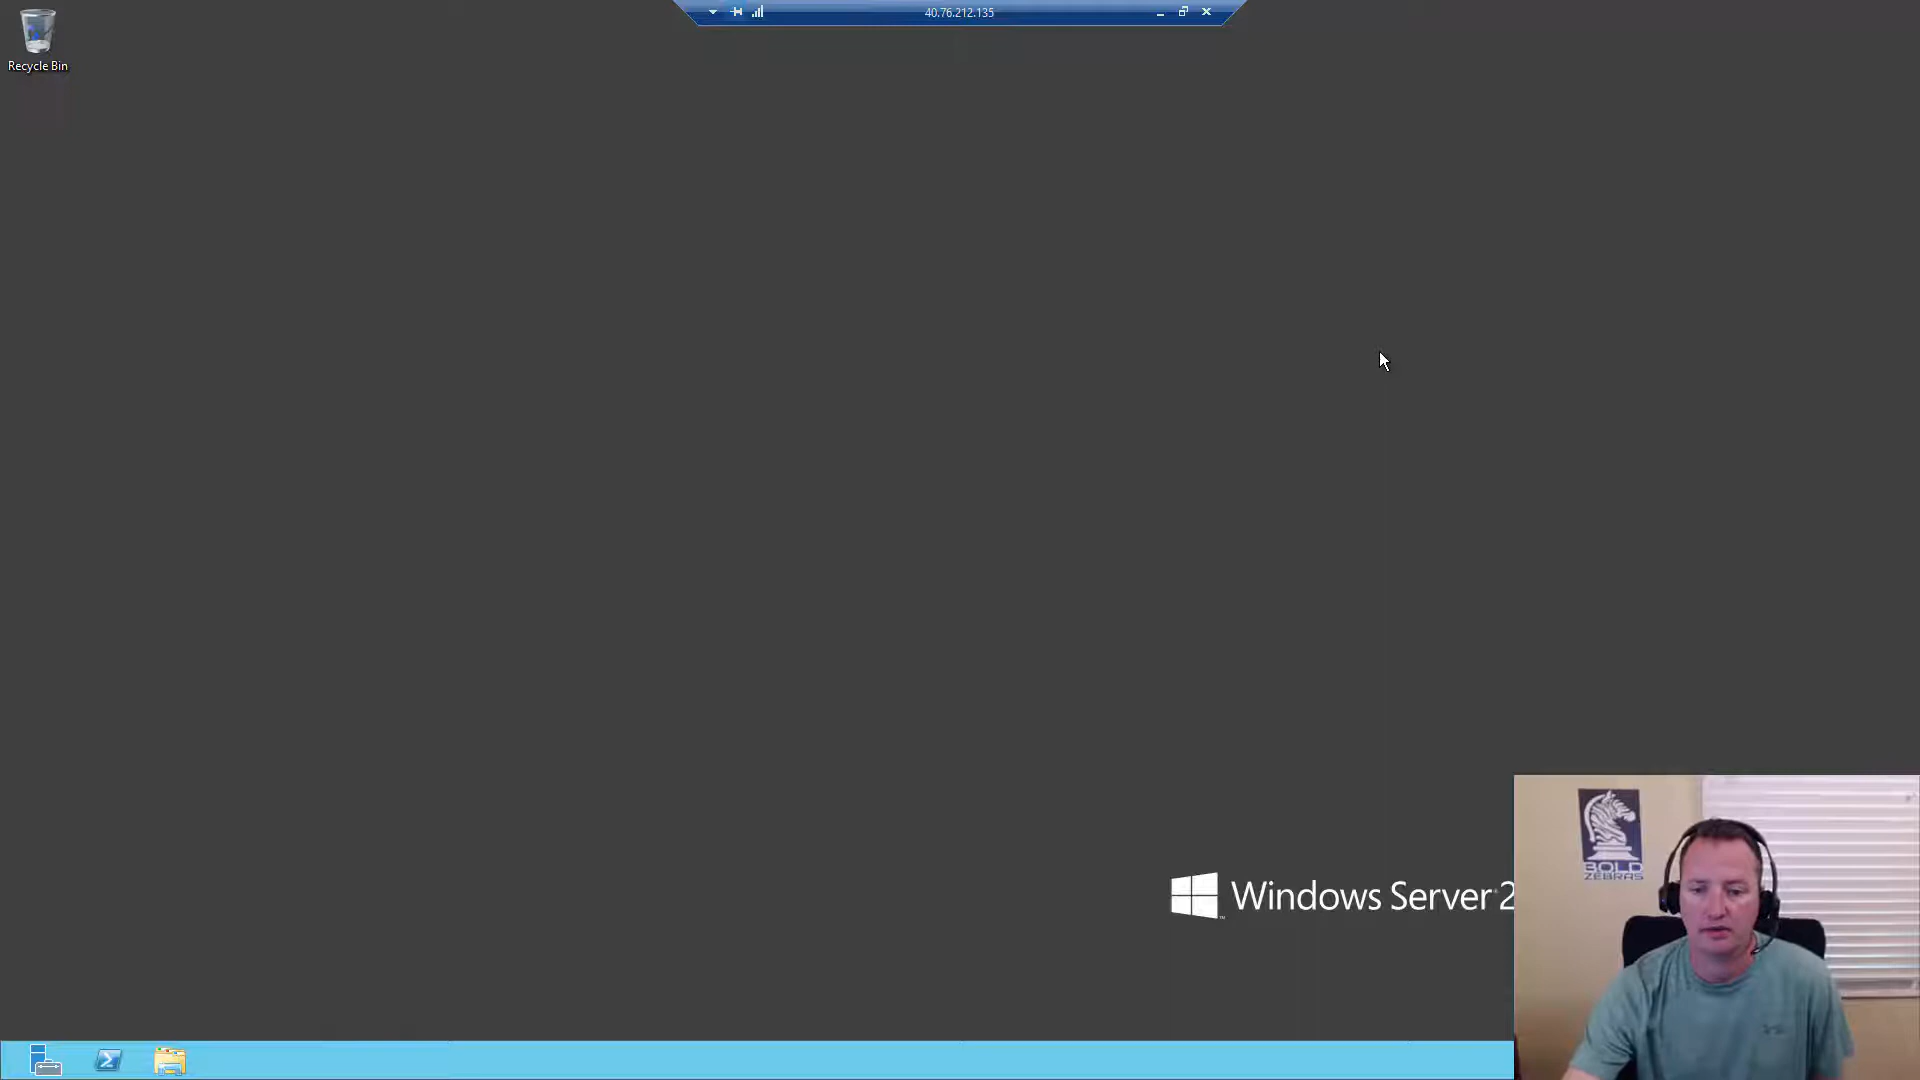 40.76.212.135
Recycle Bin
Windows Server 2
BOLD
ZEBRAS